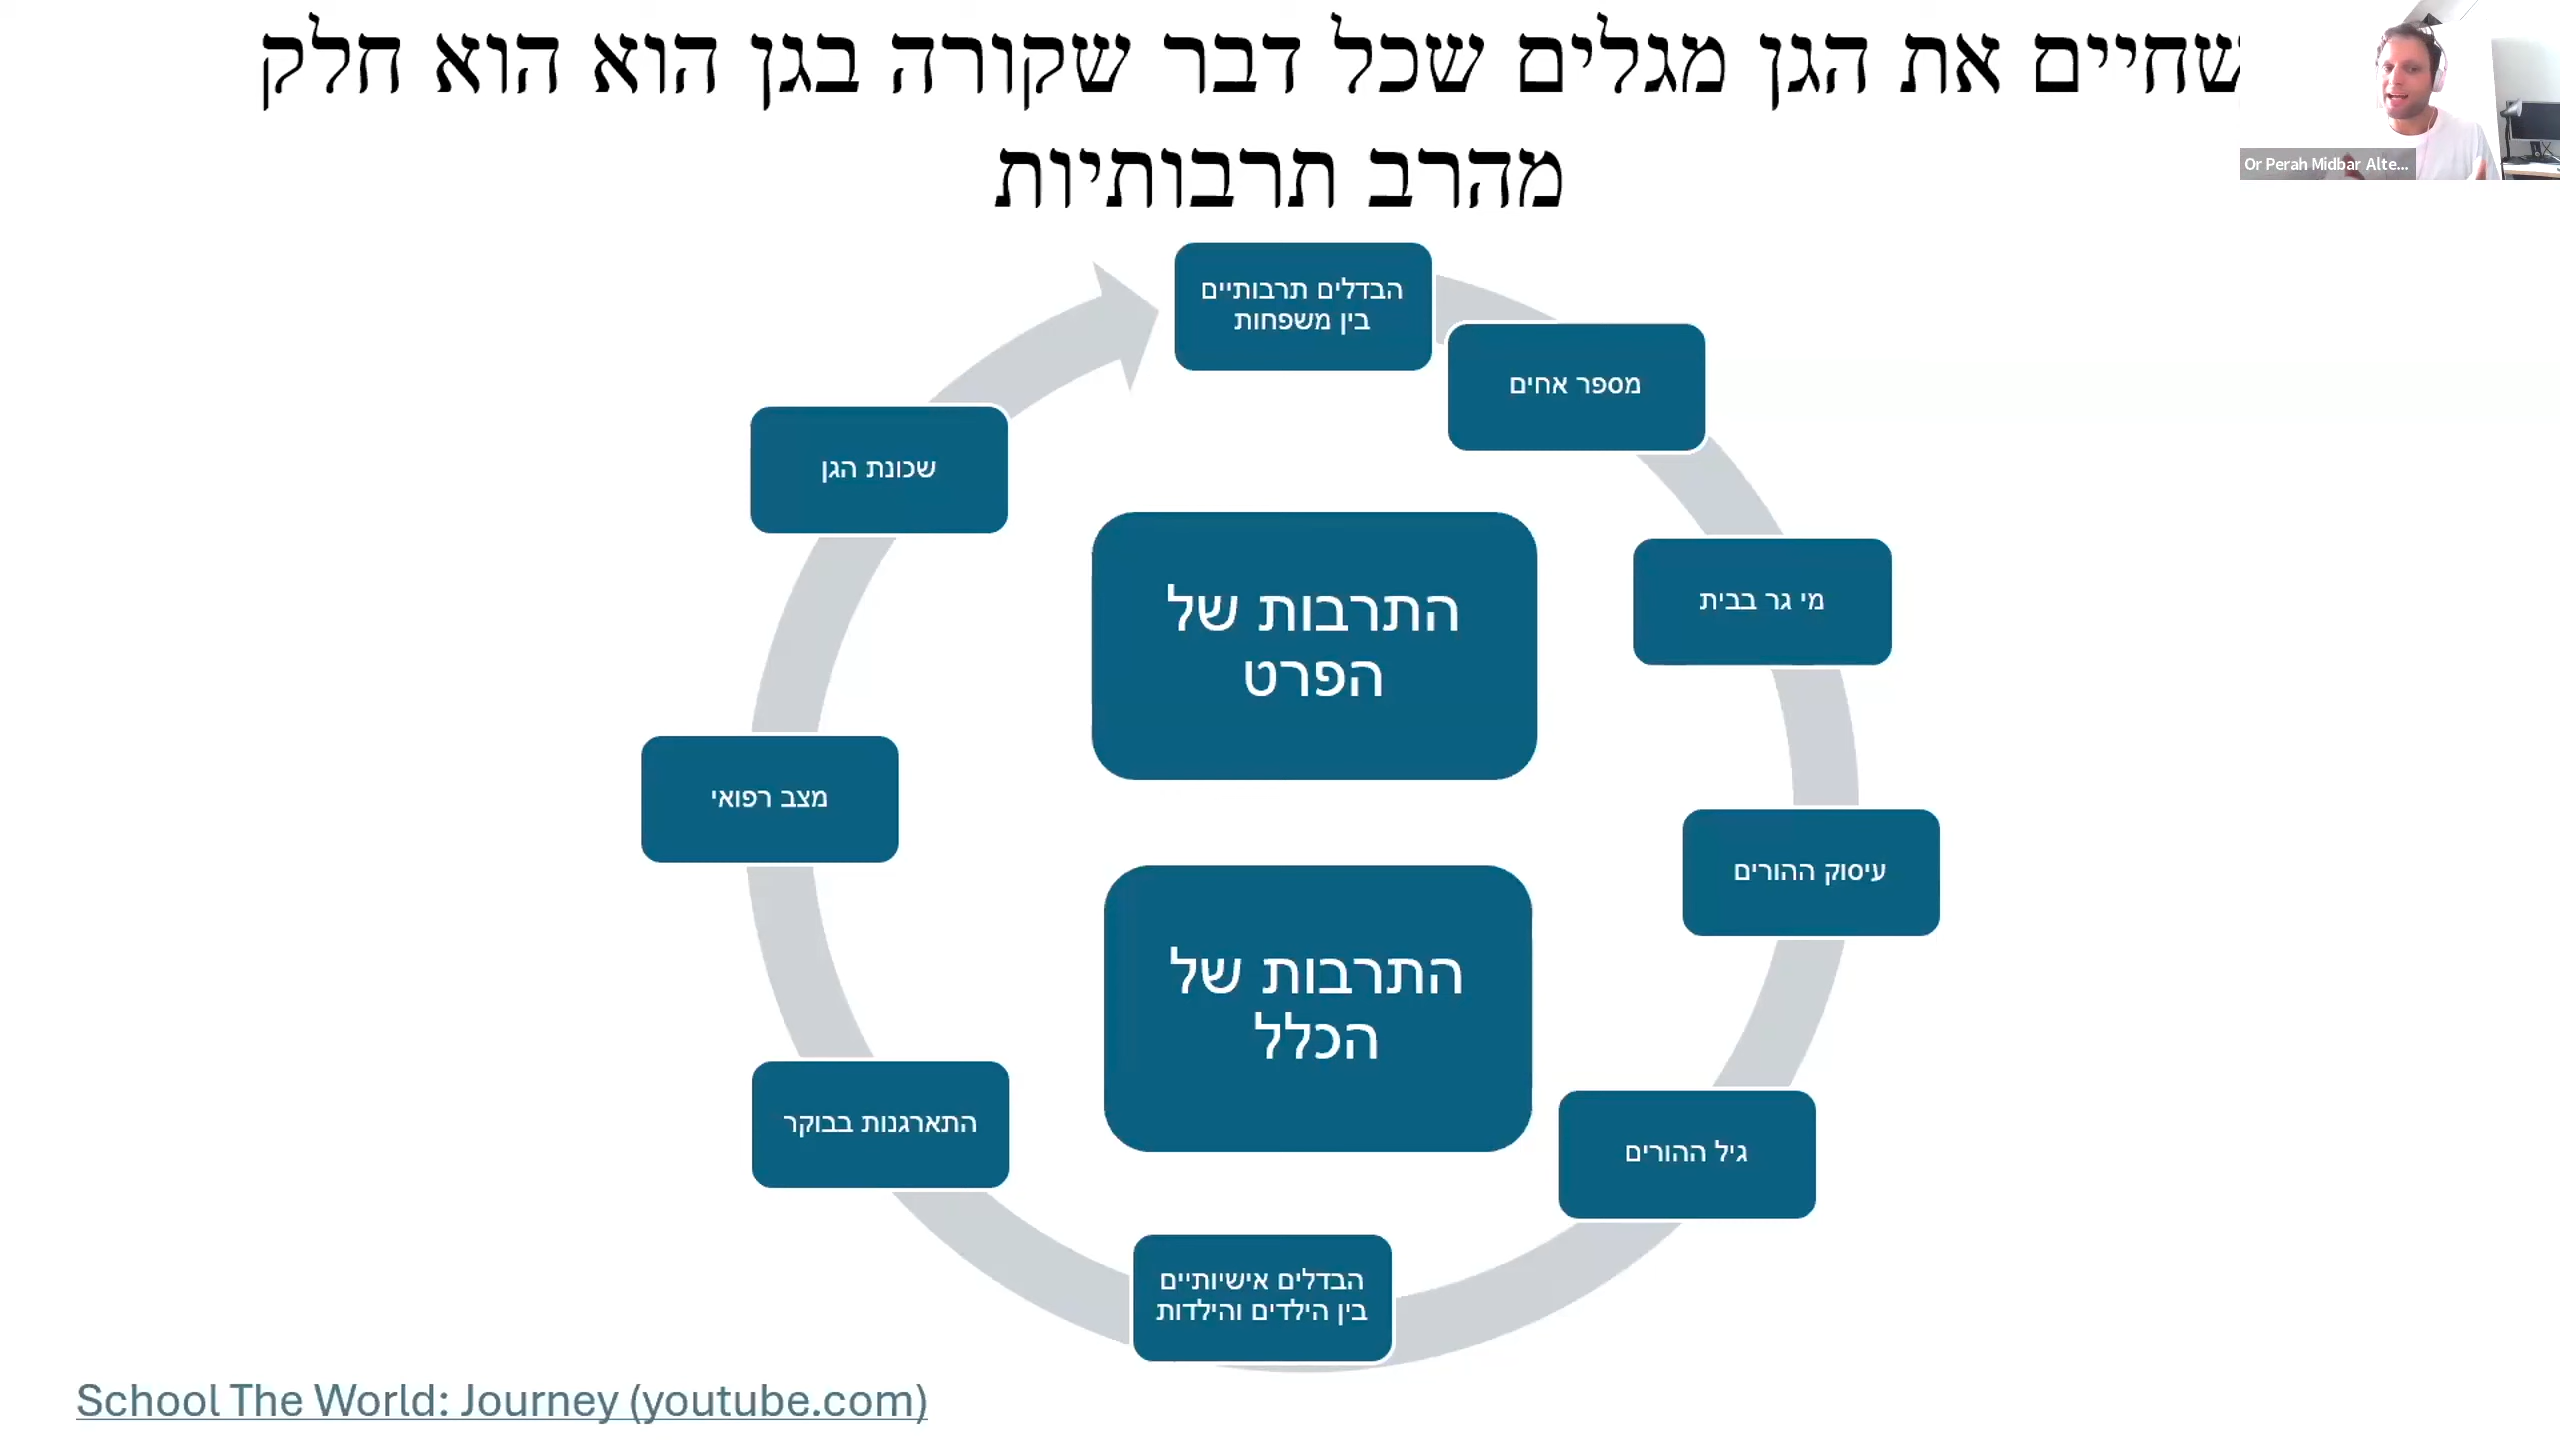 שחיים את הגן מגלים שכל דבר שקורה בגן הוא הוא חלק
מהרב תרבותיות
Or Perah Midbar Alte...
הבדלים תרבותיים
בין משפחות
מספר אחים
מי גר בבית
עיסוק ההורים
גיל ההורים
הבדלים אישיותיים
בין הילדים והילדות
התארגנות בבוקר
מצב רפואי
שכונת הגן
התרבות של
הפרט
התרבות של
הכלל
School The World: Journey (youtube.com)